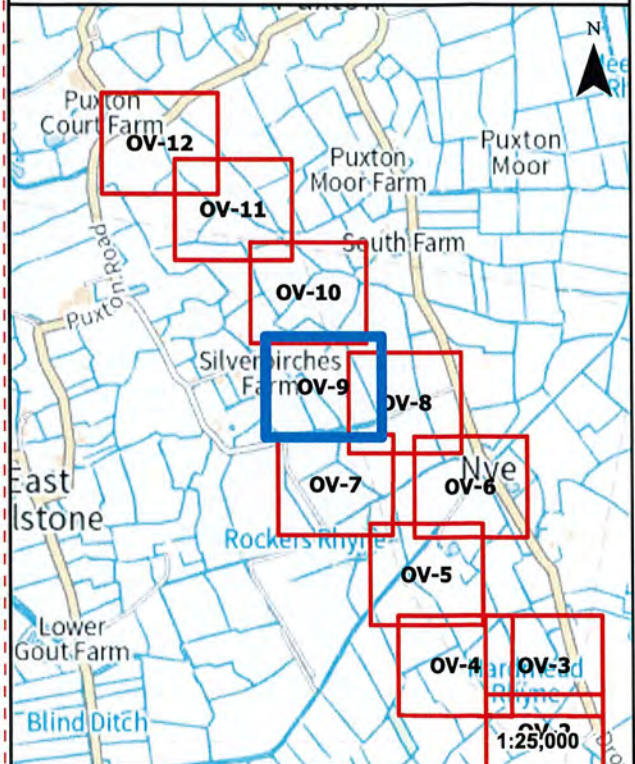 N
Puxton
Court Farm
OV-12
Puxton
Moor Farm
Puxton
Moor
OV-11
South Farm
Puxton Road
OV-10
Puxton
Silverbirches
Farm
OV-9
OV-8
Nye
OV-6
OV-7
East
lstone
Rockers Rhyne
OV-5
Lower
Gout Farm
OV-4
OV-3
Rhyne
Blind Ditch
1:25,000